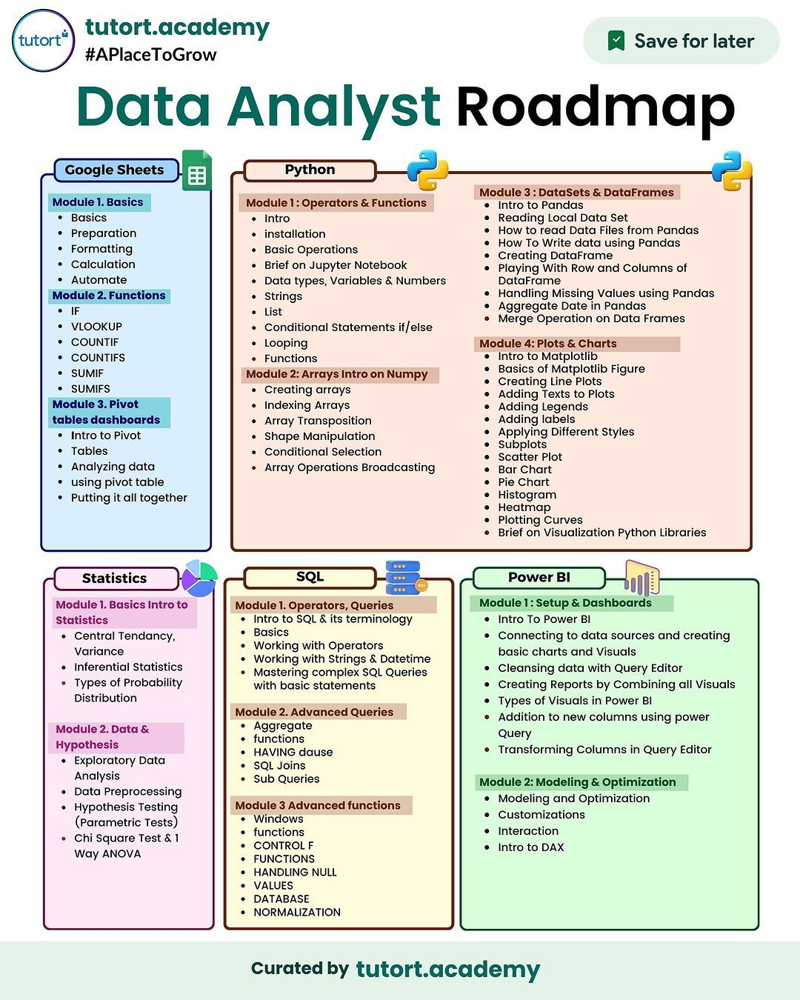 tutort
tutort.academy
#APlaceToGrow
Save for later
Data Analyst Roadmap
Google Sheets
Module 1. Basics
• Basics
• Preparation
• Formatting
• Calculation
• Automate
Module 2. Functions
• IF
• VLOOKUP
• COUNTIF
• COUNTIFS
• SUMIF
• SUMIFS
Module 3. Pivot
tables dashboards
• Intro to Pivot
• Tables
• Analyzing data
• using pivot table
• Putting it all together
Python
Module 1 : Operators & Functions
• Intro
• installation
• Basic Operations
• Brief on Jupyter Notebook
• Data types, Variables & Numbers
• Strings
• List
• Conditional Statements if/else
• Looping
• Functions
Module 2: Arrays Intro on Numpy
• Creating arrays
• Indexing Arrays
• Array Transposition
• Shape Manipulation
• Conditional Selection
• Array Operations Broadcasting
Module 3 : DataSets & DataFrames
• Intro to Pandas
• Reading Local Data Set
• How to read Data Files from Pandas
• How To Write data using Pandas
• Creating DataFrame
• Playing With Row and Columns of
DataFrame
• Handling Missing Values using Pandas
• Aggregate Date in Pandas
• Merge Operation on Data Frames
Module 4: Plots & Charts
• Intro to Matplotlib
• Basics of Matplotlib Figure
• Creating Line Plots
• Adding Texts to Plots
• Adding Legends
• Adding labels
• Applying Different Styles
• Subplots
• Scatter Plot
• Bar Chart
• Pie Chart
• Histogram
• Heatmap
• Plotting Curves
• Brief on Visualization Python Libraries
Statistics
Module 1. Basics Intro to
Statistics
• Central Tendancy,
Variance
• Inferential Statistics
• Types of Probability
Distribution
Module 2. Data &
Hypothesis
• Exploratory Data
Analysis
• Data Preprocessing
• Hypothesis Testing
(Parametric Tests)
• Chi Square Test & 1
Way ANOVA
SQL
SQL
Module 1. Operators, Queries
• Intro to SQL & its terminology
• Basics
• Working with Operators
• Working with Strings & Datetime
• Mastering complex SQL Queries
with basic statements
Module 2. Advanced Queries
• Aggregate
• functions
• HAVING dause
• SQL Joins
• Sub Queries
Module 3 Advanced functions
• Windows
• functions
• CONTROL F
• FUNCTIONS
• HANDLING NULL
• VALUES
• DATABASE
• NORMALIZATION
Power BI
Module 1 : Setup & Dashboards
• Intro To Power BI
• Connecting to data sources and creating
basic charts and Visuals
• Cleansing data with Query Editor
• Creating Reports by Combining all Visuals
• Types of Visuals in Power BI
• Addition to new columns using power
Query
• Transforming Columns in Query Editor
Module 2: Modeling & Optimization
• Modeling and Optimization
• Customizations
• Interaction
• Intro to DAX
Curated by tutort.academy